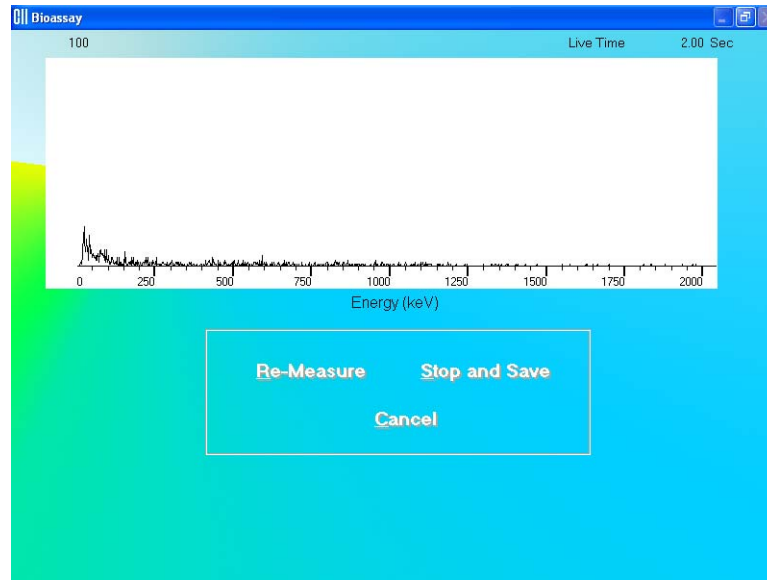 CII Bioassay
100 Live Time 2.00 Sec
0 250 500 750 1000 1250 1500 1750 2000
Energy (keV)
Re-Measure Stop and Save
Cancel